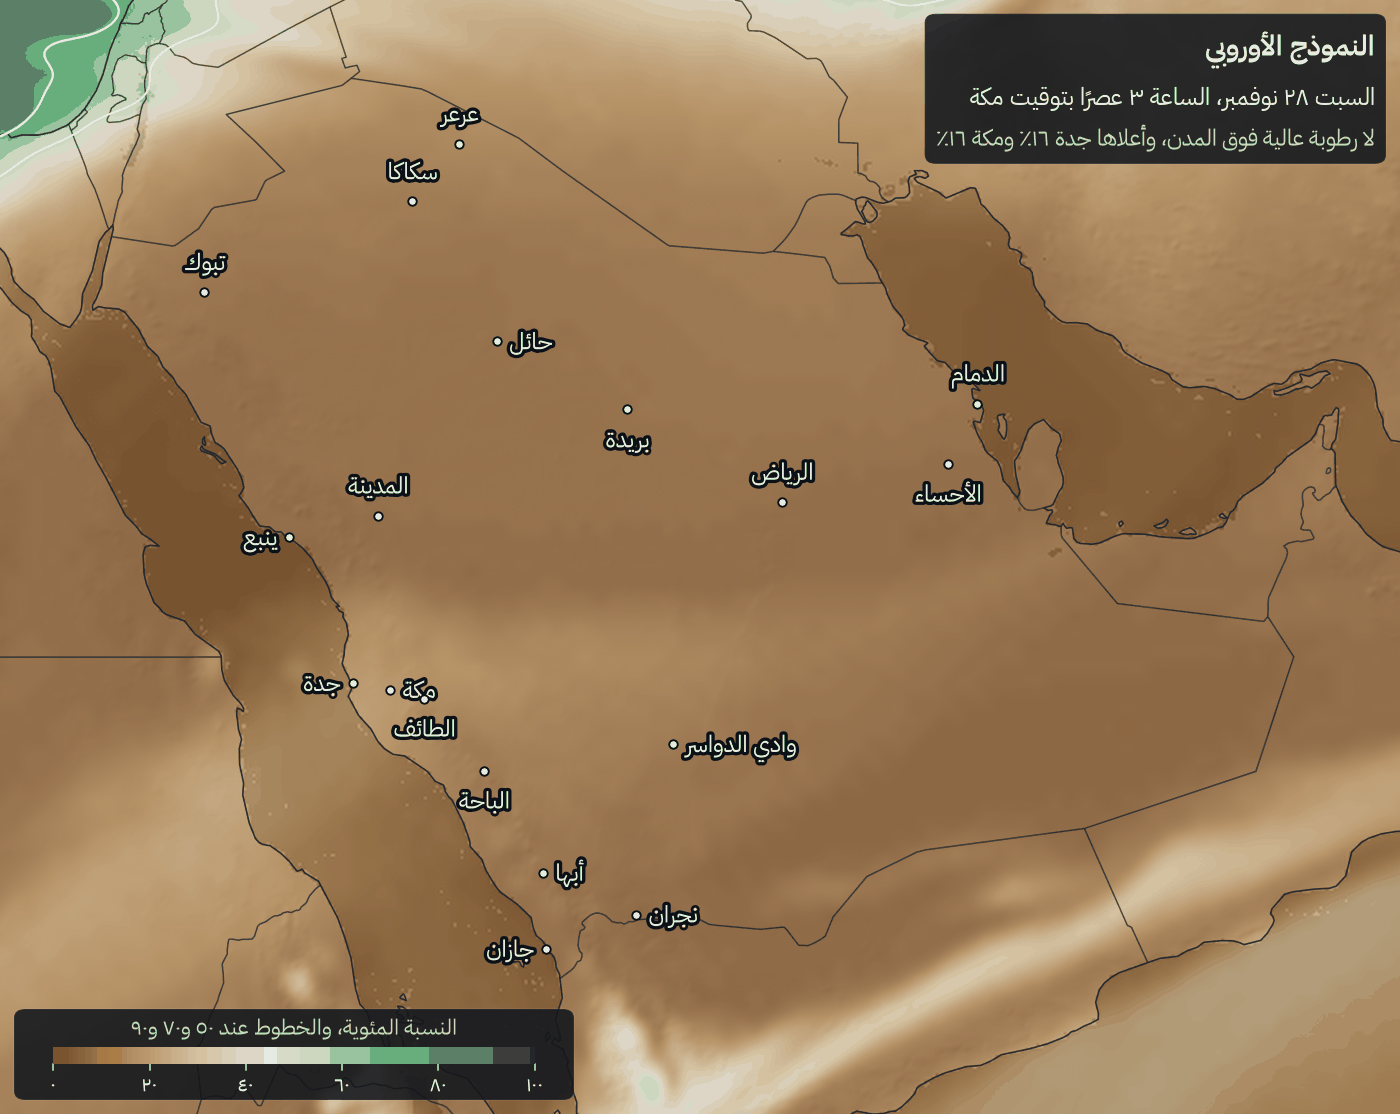 النموذج الأوروبي
السبت ٢٨ نوفمبر، الساعة ٣ عصرًا بتوقيت مكة
لا رطوبة عالية فوق المدن، وأعلاها جدة ١٦٪ ومكة ١٦٪
عرعر
سكاكا
تبوك
حائل
الدمام
بريدة
الرياض
المدينة
الأحساء
ينبع
جدة
مكة
الطائف
وادي الدواسر
الباحة
أبها
نجران
جازان
النسبة المئوية، والخطوط عند ٥٠ و٧٠ و٩٠
٠ ٢٠ ٤٠ ٦٠ ٨٠ ١٠٠